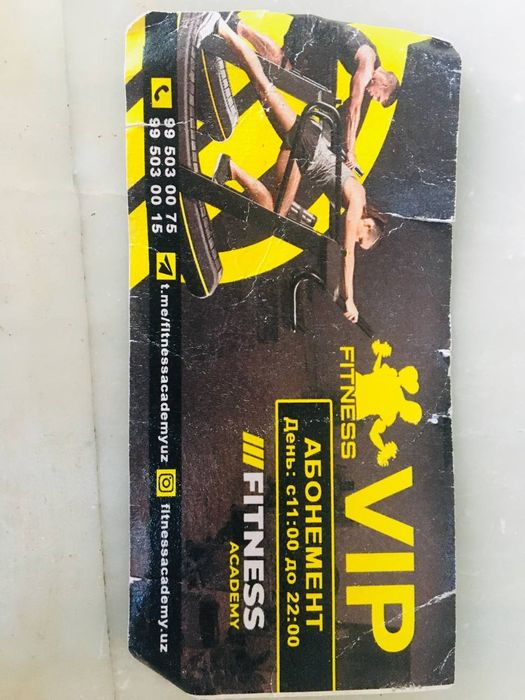 FITNESS
VIP
АБОНЕМЕНТ
День: с11:00 до 22:00
FITNESS
ACADEMY
99 503 00 75
99 503 00 15
t.me/fitnessacademyuz
fitnessacademy.uz